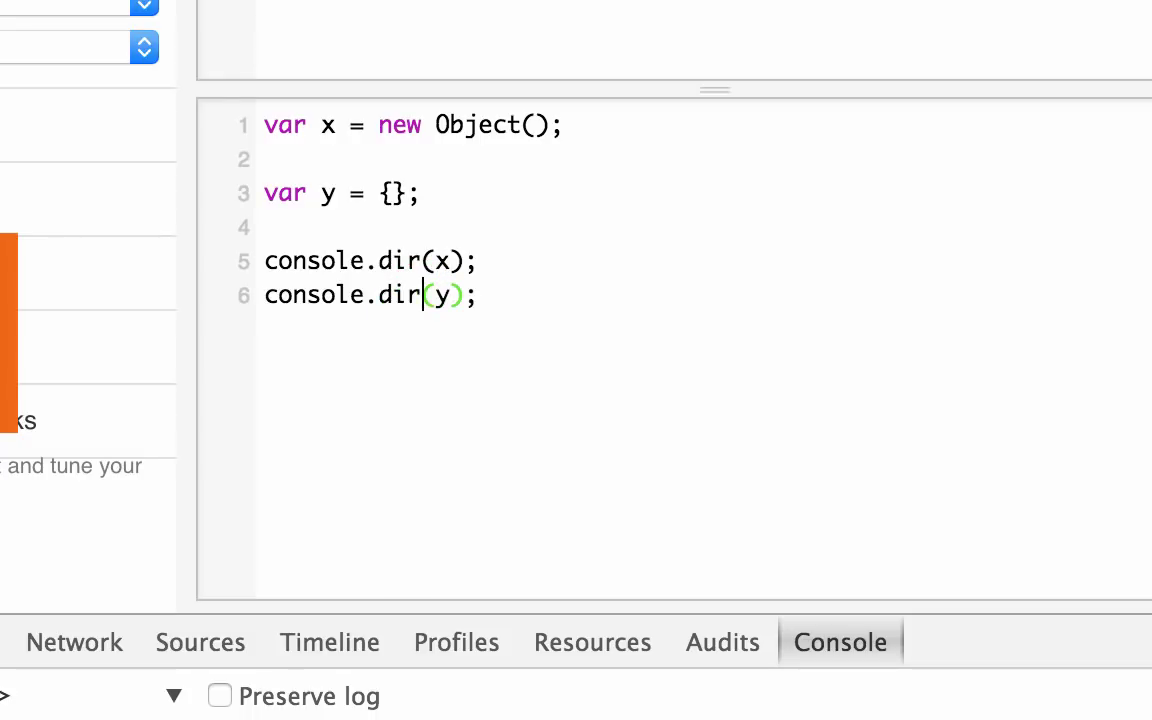 1 var x = new Object();
2
3 var y = {};
4
5 console.dir(x);
6 console.dir(y);
ks
and tune your
Network Sources Timeline Profiles Resources Audits Console
> ▼ Preserve log